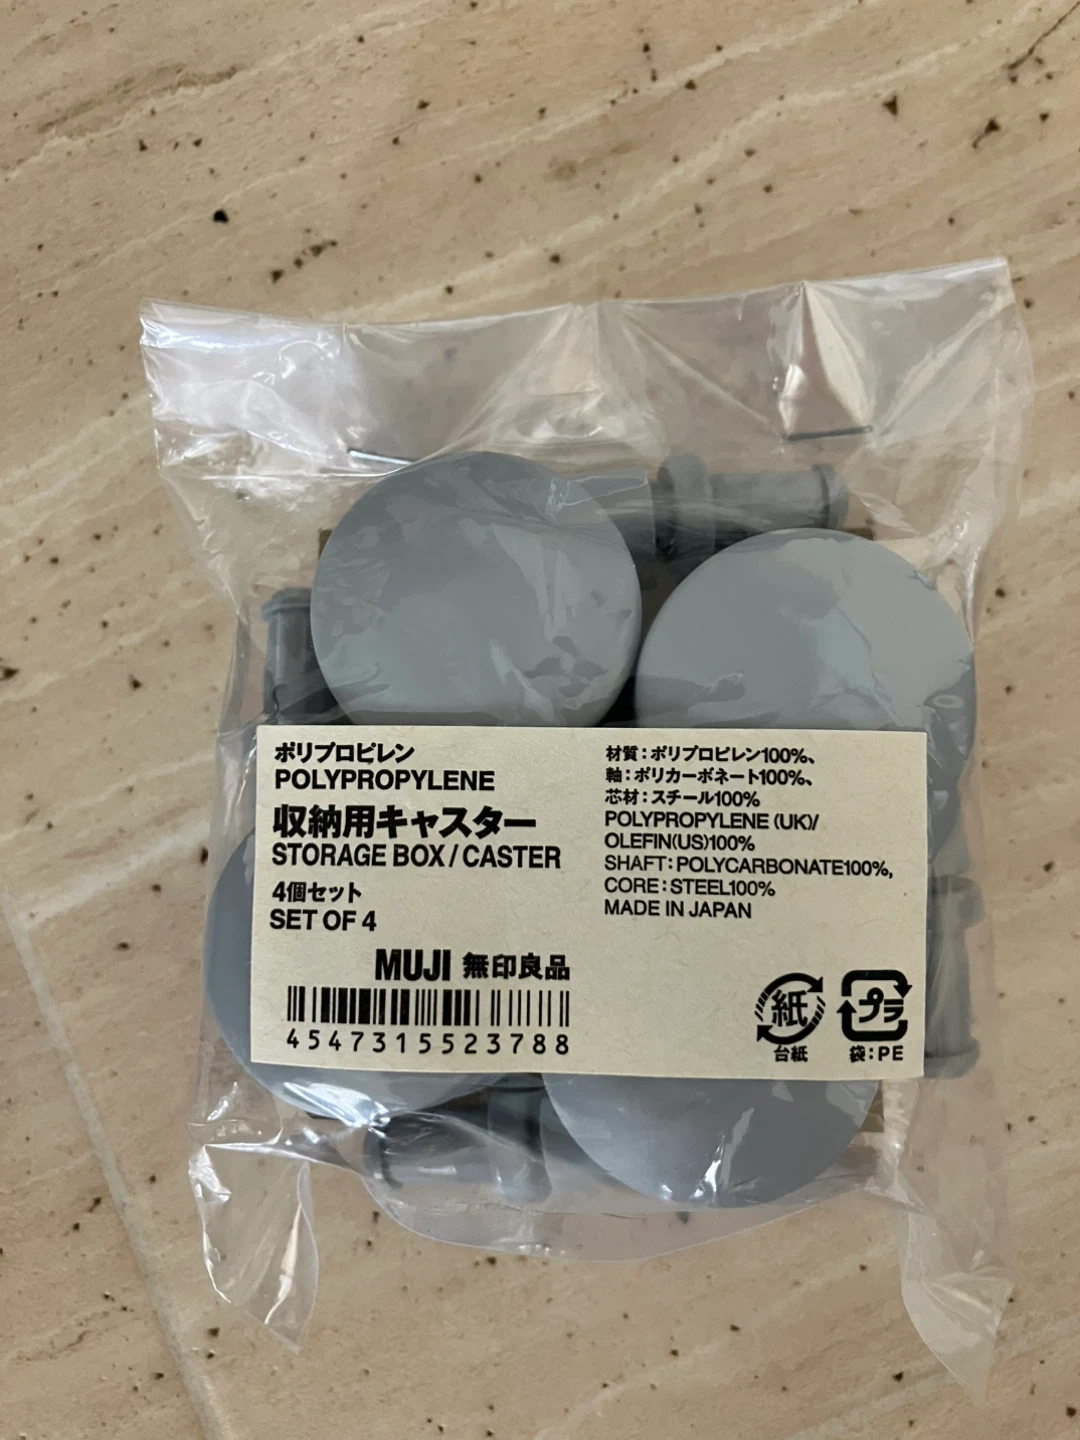 ポリプロピレン
POLYPROPYLENE
収納用キャスター
STORAGE BOX / CASTER
4個セット
SET OF 4
MUJI 無印良品
4547315523788
材質：ポリプロピレン100%、
軸：ポリカーボネート100%、
芯材：スチール100%
POLYPROPYLENE (UK)/
OLEFIN(US)100%
SHAFT：POLYCARBONATE100%,
CORE：STEEL100%
MADE IN JAPAN
紙
台紙
プラ
袋：PE